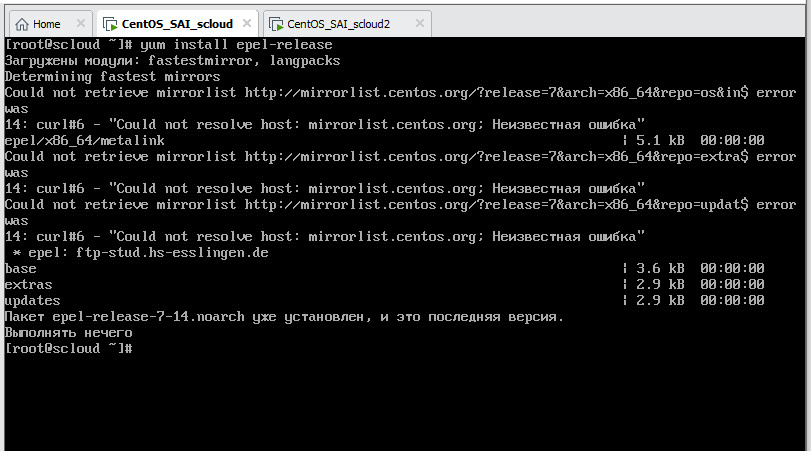 Home
CentOS_SAI_scloud
CentOS_SAI_scloud2
[root@scloud ~]# yum install epel-release
Загружены модули: fastestmirror, langpacks
Determining fastest mirrors
Could not retrieve mirrorlist http://mirrorlist.centos.org/?release=7&arch=x86_64&repo=os&in$ error
was
14: curl#6 - "Could not resolve host: mirrorlist.centos.org; Неизвестная ошибка"
epel/x86_64/metalink | 5.1 kB 00:00:00
Could not retrieve mirrorlist http://mirrorlist.centos.org/?release=7&arch=x86_64&repo=extra$ error
was
14: curl#6 - "Could not resolve host: mirrorlist.centos.org; Неизвестная ошибка"
Could not retrieve mirrorlist http://mirrorlist.centos.org/?release=7&arch=x86_64&repo=updat$ error
was
14: curl#6 - "Could not resolve host: mirrorlist.centos.org; Неизвестная ошибка"
* epel: ftp-stud.hs-esslingen.de
base | 3.6 kB 00:00:00
extras | 2.9 kB 00:00:00
updates | 2.9 kB 00:00:00
Пакет epel-release-7-14.noarch уже установлен, и это последняя версия.
Выполнять нечего
[root@scloud ~]#